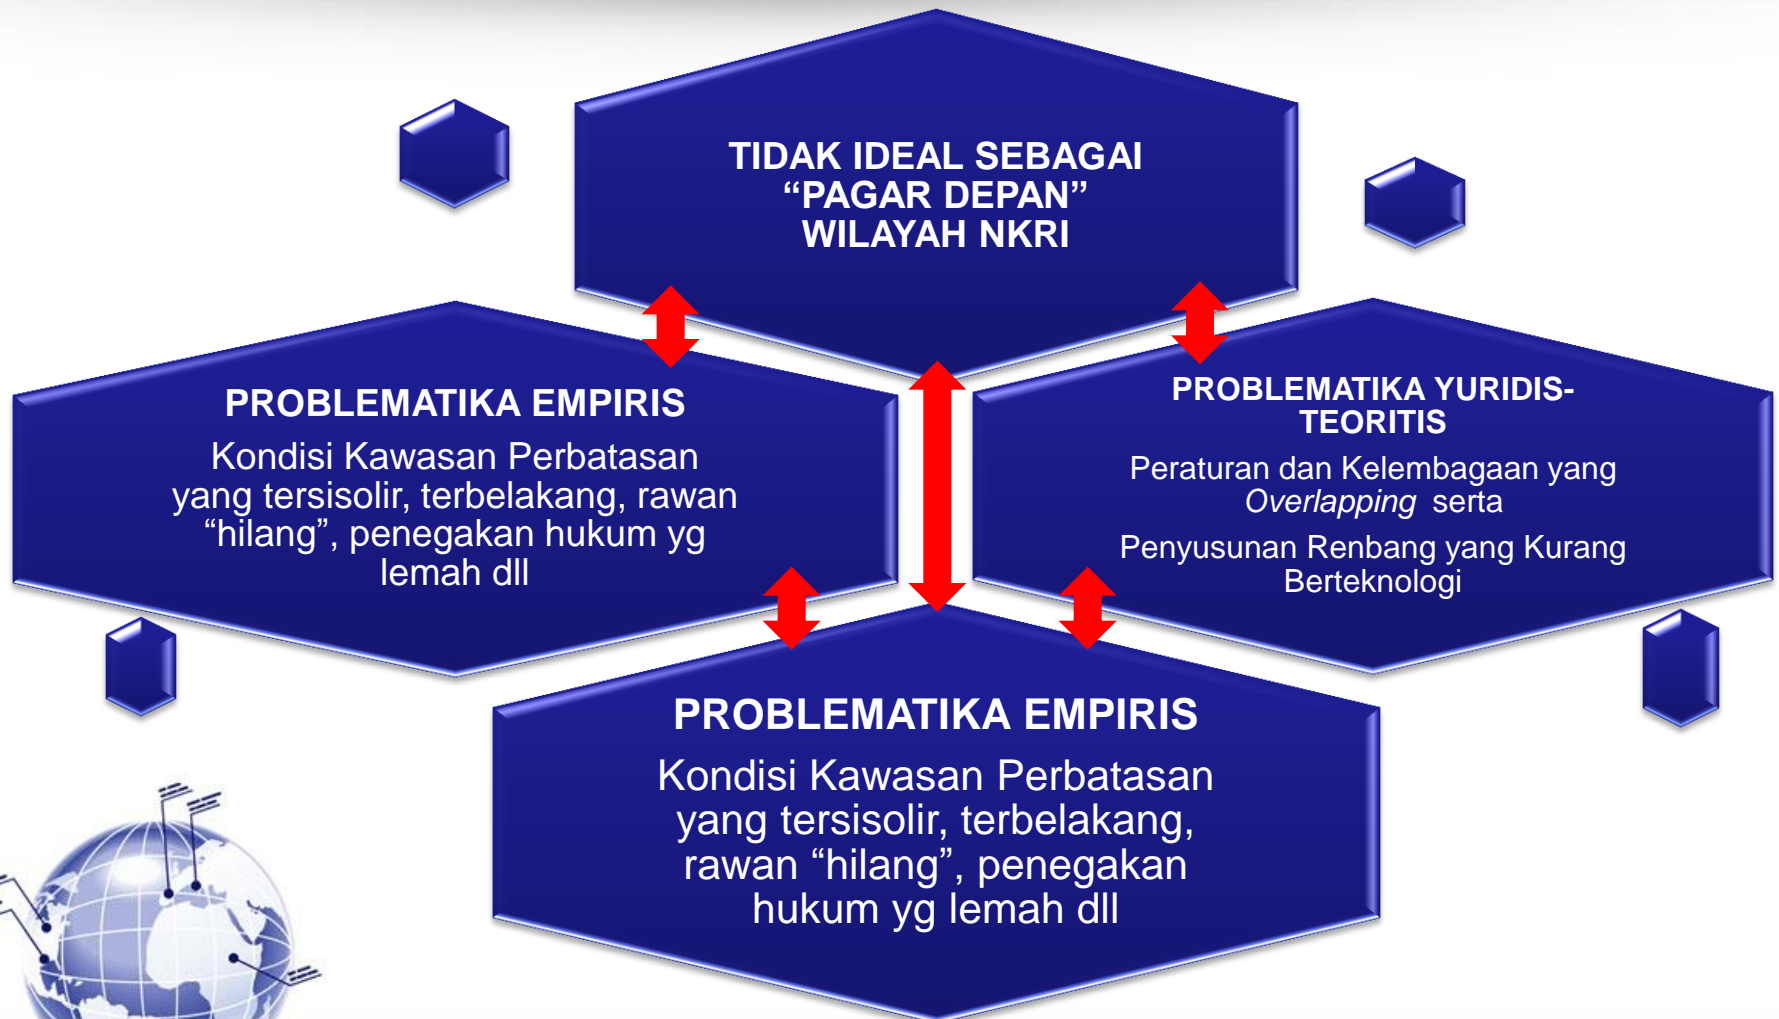 TIDAK IDEAL SEBAGAI
“PAGAR DEPAN”
WILAYAH NKRI
PROBLEMATIKA EMPIRIS
Kondisi Kawasan Perbatasan
yang tersisolir, terbelakang, rawan
“hilang”, penegakan hukum yg
lemah dll
PROBLEMATIKA YURIDIS-
TEORITIS
Peraturan dan Kelembagaan yang
Overlapping serta
Penyusunan Renbang yang Kurang
Berteknologi
PROBLEMATIKA EMPIRIS
Kondisi Kawasan Perbatasan
yang tersisolir, terbelakang,
rawan “hilang”, penegakan
hukum yg lemah dll